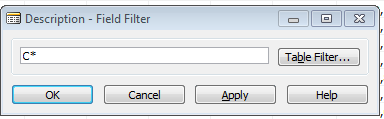 Description - Field Filter
C*
Table Filter...
OK Cancel Apply Help